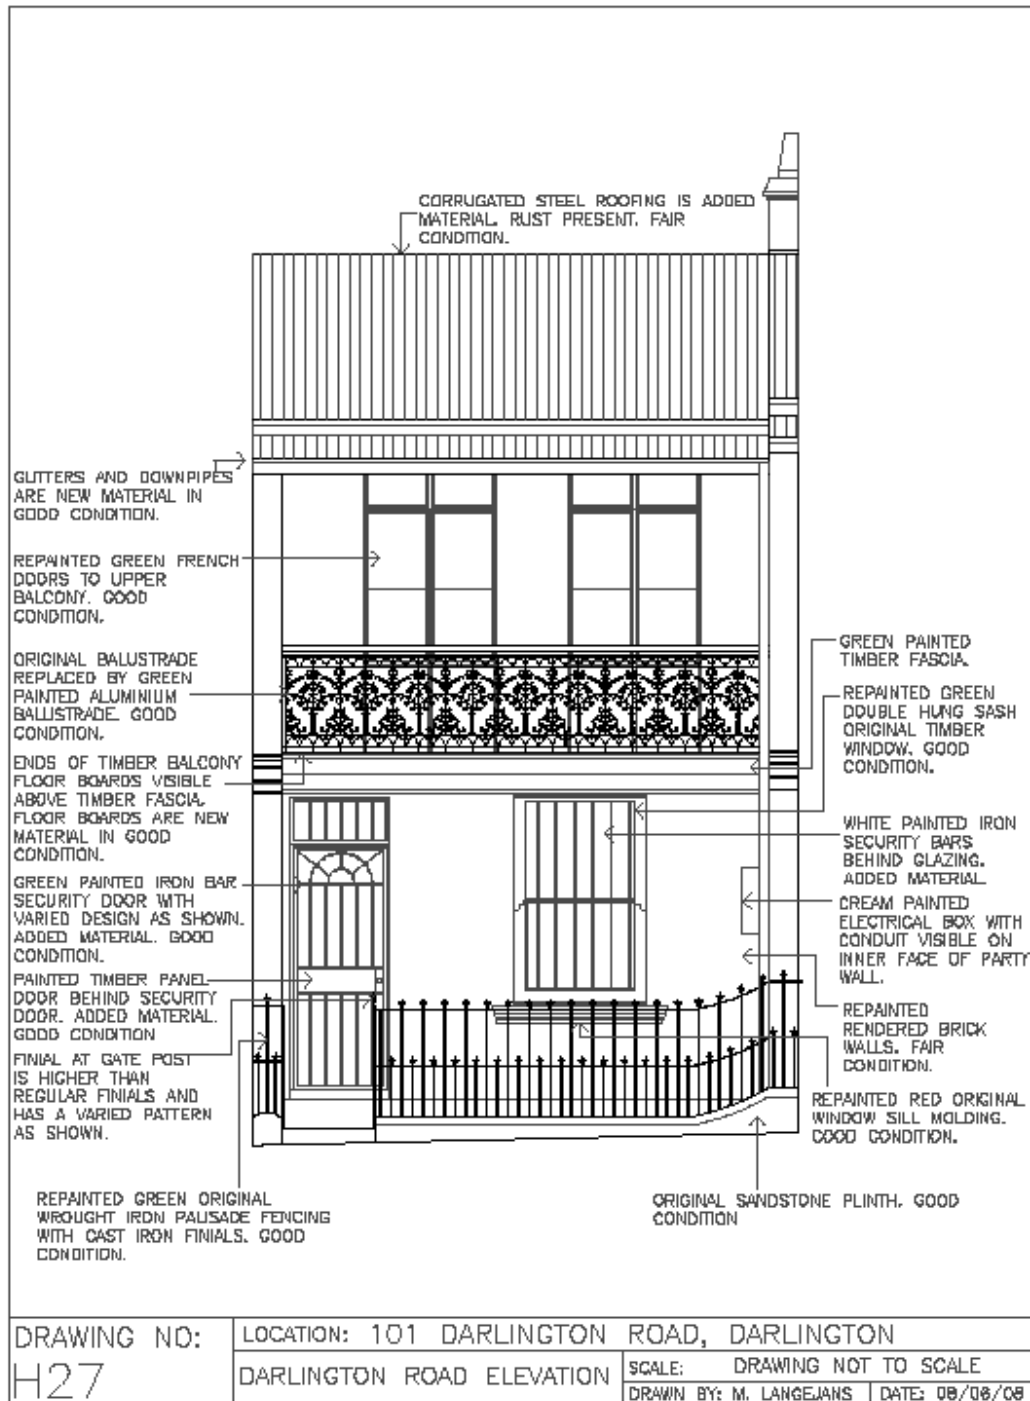 CORRUGATED STEEL ROOFING IS ADDED
MATERIAL. RUST PRESENT. FAIR
CONDITION.
GUTTERS AND DOWNPIPES
ARE NEW MATERIAL IN
GOOD CONDITION.
REPAINTED GREEN FRENCH
DOORS TO UPPER
BALCONY. GOOD
CONDITION.
ORIGINAL BALUSTRADE
REPLACED BY GREEN
PAINTED ALUMINIUM
BALUSTRADE. GOOD
CONDITION.
ENDS OF TIMBER BALCONY
FLOOR BOARDS VISIBLE
ABOVE TIMBER FASCIA.
FLOOR BOARDS ARE NEW
MATERIAL IN GOOD
CONDITION.
GREEN PAINTED IRON BAR
SECURITY DOOR WITH
VARIED DESIGN AS SHOWN.
ADDED MATERIAL. GOOD
CONDITION.
PAINTED TIMBER PANEL
DOOR BEHIND SECURITY
DOOR. ADDED MATERIAL.
GOOD CONDITION
FINIAL AT GATE POST
IS HIGHER THAN
REGULAR FINIALS AND
HAS A VARIED PATTERN
AS SHOWN.
REPAINTED GREEN ORIGINAL
WROUGHT IRON PALISADE FENCING
WITH CAST IRON FINIALS. GOOD
CONDITION.
GREEN PAINTED
TIMBER FASCIA.
REPAINTED GREEN
DOUBLE HUNG SASH
ORIGINAL TIMBER
WINDOW. GOOD
CONDITION.
WHITE PAINTED IRON
SECURITY BARS
BEHIND GLAZING.
ADDED MATERIAL
CREAM PAINTED
ELECTRICAL BOX WITH
CONDUIT VISIBLE ON
INNER FACE OF PARTY
WALL.
REPAINTED
RENDERED BRICK
WALLS. FAIR
CONDITION.
REPAINTED RED ORIGINAL
WINDOW SILL MOLDING.
GOOD CONDITION.
ORIGINAL SANDSTONE PLINTH. GOOD
CONDITION
DRAWING NO:
H27
LOCATION: 101 DARLINGTON ROAD, DARLINGTON
DARLINGTON ROAD ELEVATION
SCALE: DRAWING NOT TO SCALE
DRAWN BY: M. LANGEJANS
DATE: 08/06/08